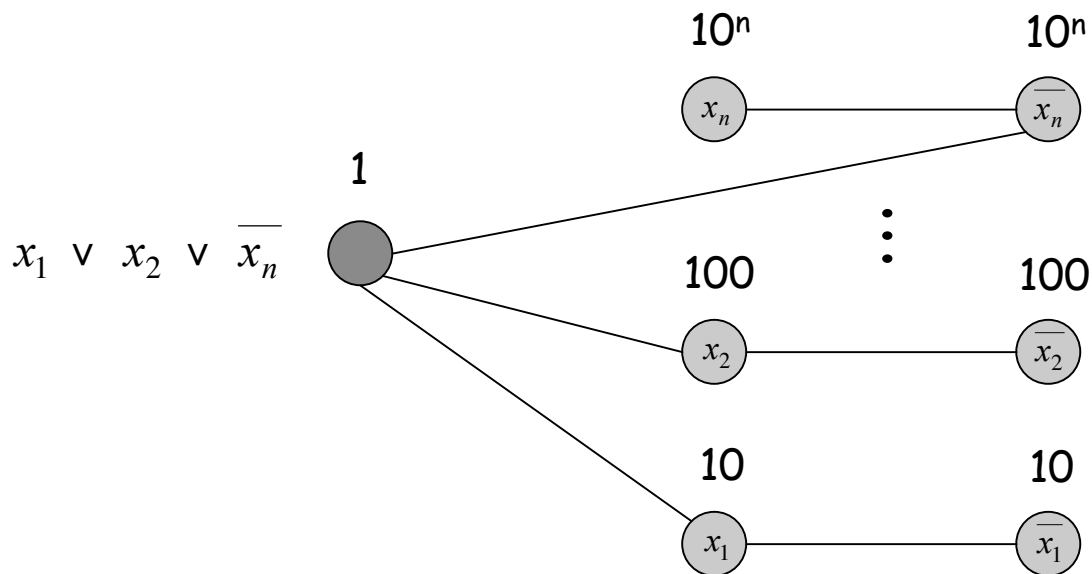 10ⁿ 10ⁿ
xₙ x̅ₙ
1
x₁ ∨ x₂ ∨ x̅ₙ
100 100
x₂ x̅₂
10 10
x₁ x̅₁